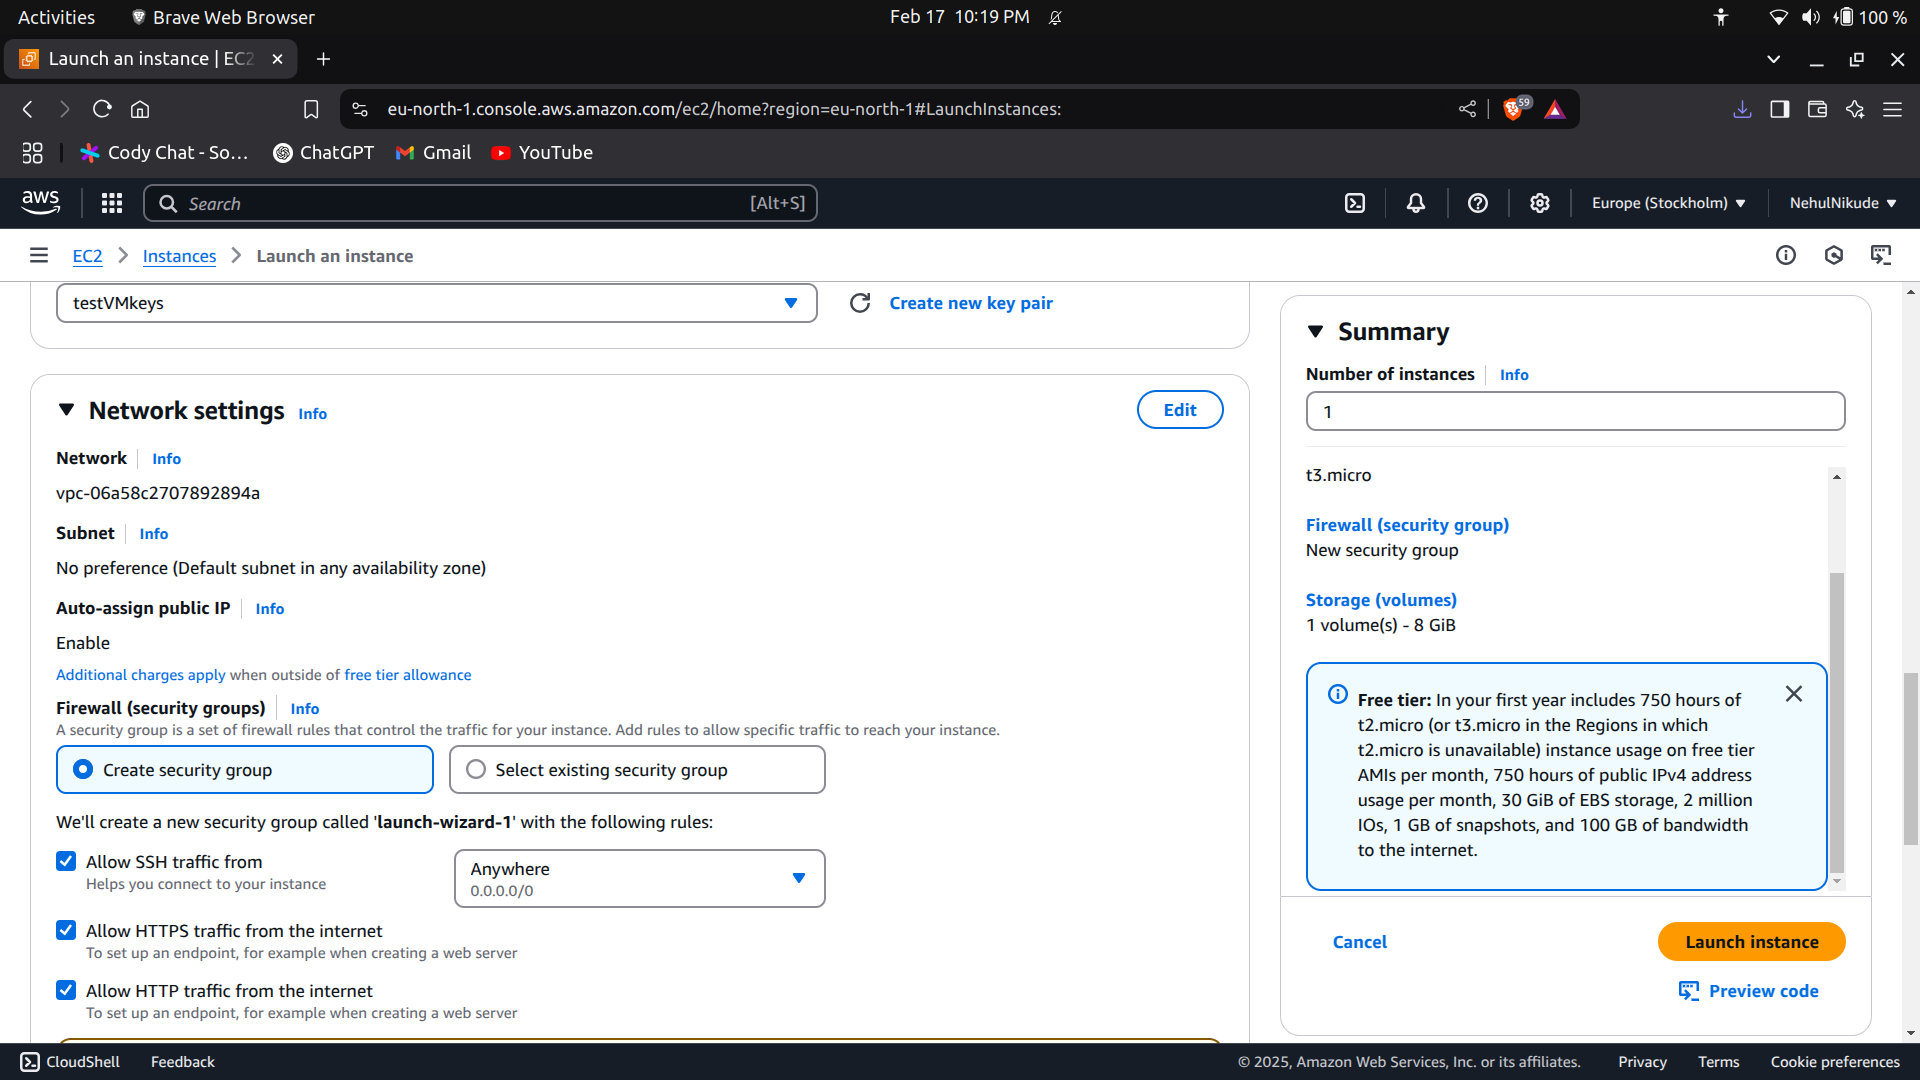 Activities
Brave Web Browser
Feb 17 10:19 PM
100 %
Launch an instance | EC2
eu-north-1.console.aws.amazon.com/ec2/home?region=eu-north-1#LaunchInstances:
59
Cody Chat - So...
ChatGPT
Gmail
YouTube
aws
Search
[Alt+S]
Europe (Stockholm)
NehulNikude
EC2
Instances
Launch an instance
testVMkeys
Create new key pair
Network settings Info
Edit
Network Info
vpc-06a58c2707892894a
Subnet Info
No preference (Default subnet in any availability zone)
Auto-assign public IP Info
Enable
Additional charges apply when outside of free tier allowance
Firewall (security groups) Info
A security group is a set of firewall rules that control the traffic for your instance. Add rules to allow specific traffic to reach your instance.
Create security group
Select existing security group
We'll create a new security group called 'launch-wizard-1' with the following rules:
Allow SSH traffic from
Helps you connect to your instance
Anywhere
0.0.0.0/0
Allow HTTPS traffic from the internet
To set up an endpoint, for example when creating a web server
Allow HTTP traffic from the internet
To set up an endpoint, for example when creating a web server
Summary
Number of instances Info
1
t3.micro
Firewall (security group)
New security group
Storage (volumes)
1 volume(s) - 8 GiB
Free tier: In your first year includes 750 hours of
t2.micro (or t3.micro in the Regions in which
t2.micro is unavailable) instance usage on free tier
AMIs per month, 750 hours of public IPv4 address
usage per month, 30 GiB of EBS storage, 2 million
IOs, 1 GB of snapshots, and 100 GB of bandwidth
to the internet.
Cancel
Launch instance
Preview code
CloudShell
Feedback
© 2025, Amazon Web Services, Inc. or its affiliates.
Privacy
Terms
Cookie preferences